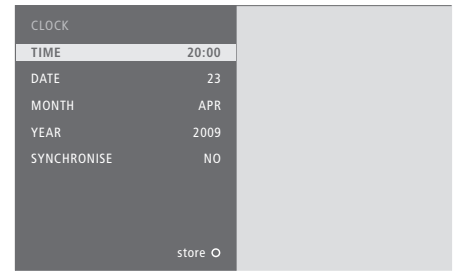 CLOCK
TIME 20:00
DATE 23
MONTH APR
YEAR 2009
SYNCHRONISE NO
store